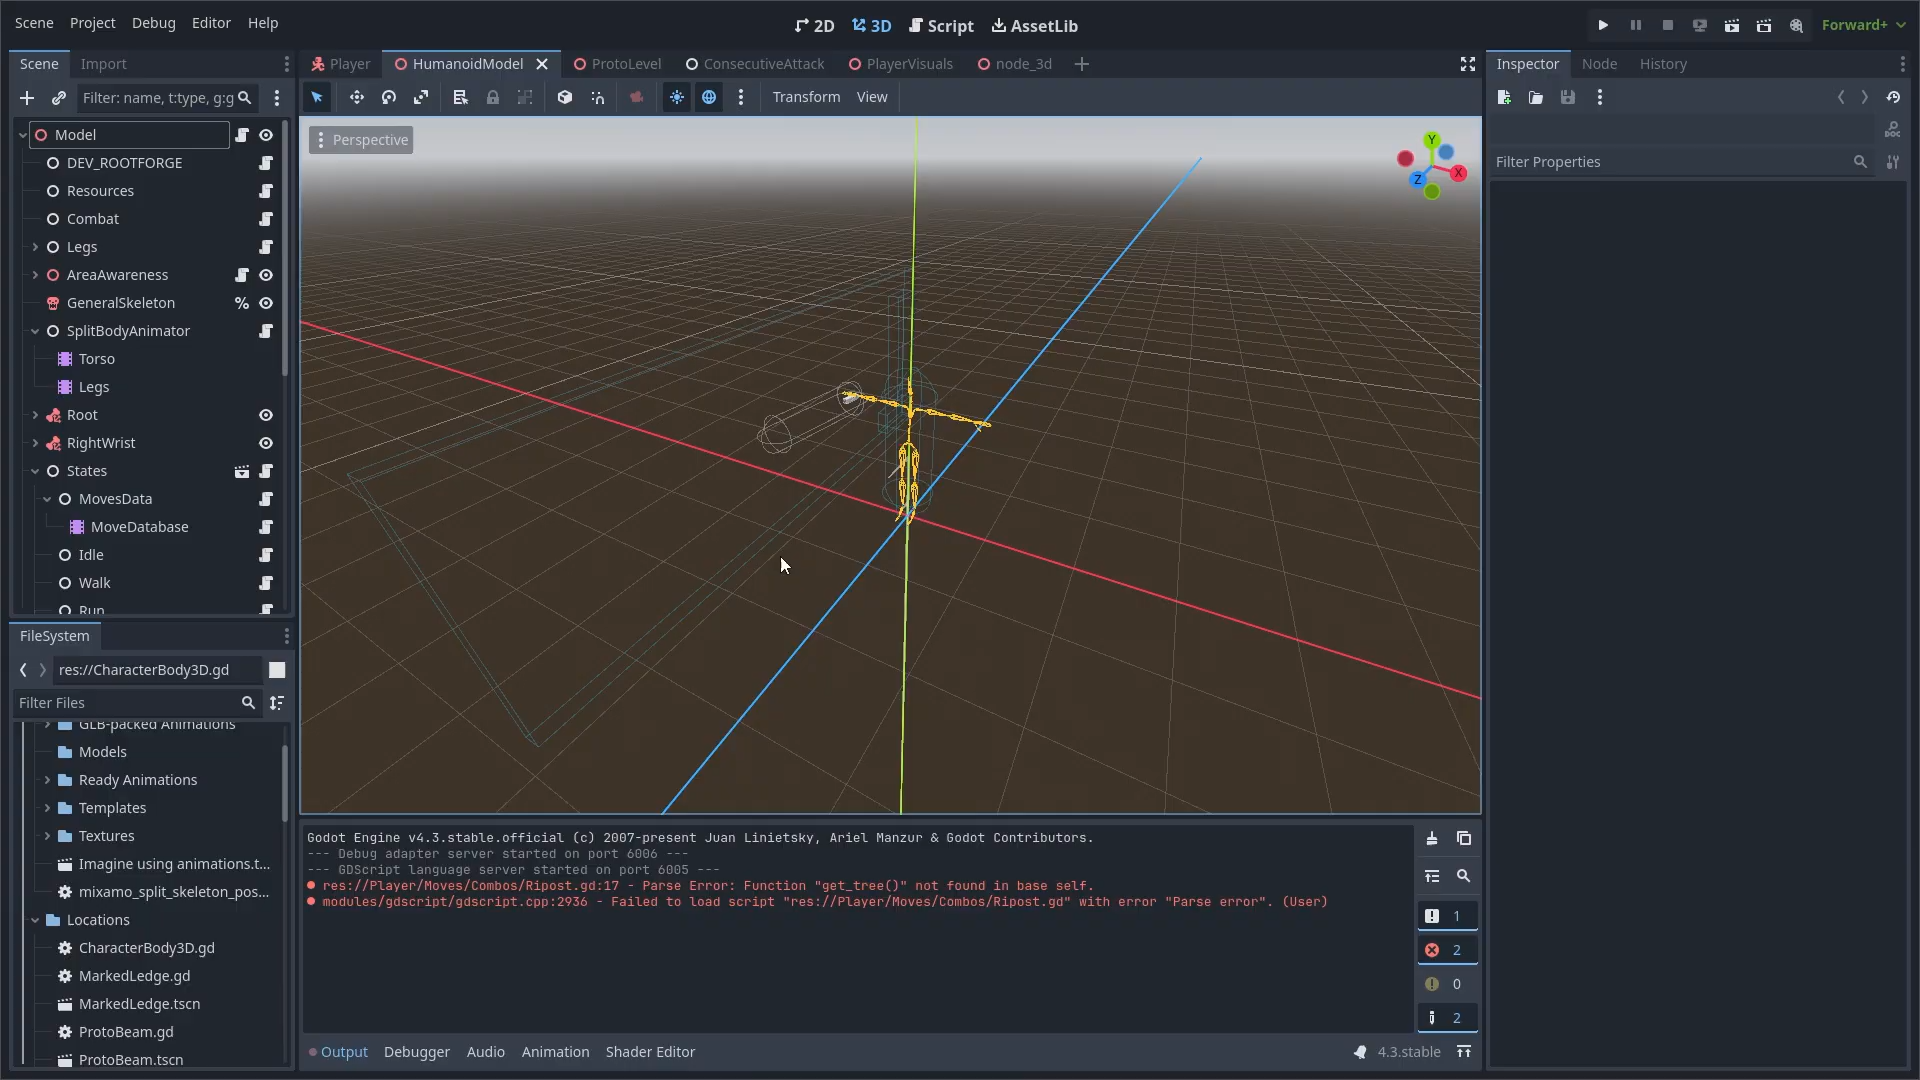 Scene Project Debug Editor Help
2D 3D Script AssetLib
Forward+
Scene Import
Filter: name, t:type, g:g
Model
DEV_ROOTFORGE
Resources
Combat
Legs
AreaAwareness
GeneralSkeleton
SplitBodyAnimator
Torso
Legs
Root
RightWrist
States
MovesData
MoveDatabase
Idle
Walk
Run
FileSystem
res://CharacterBody3D.gd
Filter Files
GLB-packed Animations
Models
Ready Animations
Templates
Textures
Imagine using animations.t...
mixamo_split_skeleton_pos...
Locations
CharacterBody3D.gd
MarkedLedge.gd
MarkedLedge.tscn
ProtoBeam.gd
ProtoBeam.tscn
Player HumanoidModel ProtoLevel ConsecutiveAttack PlayerVisuals node_3d
Transform View
Perspective
Y
X
Z
Godot Engine v4.3.stable.official (c) 2007-present Juan Linietsky, Ariel Manzur & Godot Contributors.
--- Debug adapter server started on port 6006 ---
--- GDScript language server started on port 6005 ---
res://Player/Moves/Combos/Ripost.gd:17 - Parse Error: Function "get_tree()" not found in base self.
modules/gdscript/gdscript.cpp:2936 - Failed to load script "res://Player/Moves/Combos/Ripost.gd" with error "Parse error". (User)
1
2
0
2
Output Debugger Audio Animation Shader Editor
4.3.stable
Inspector Node History
Filter Properties